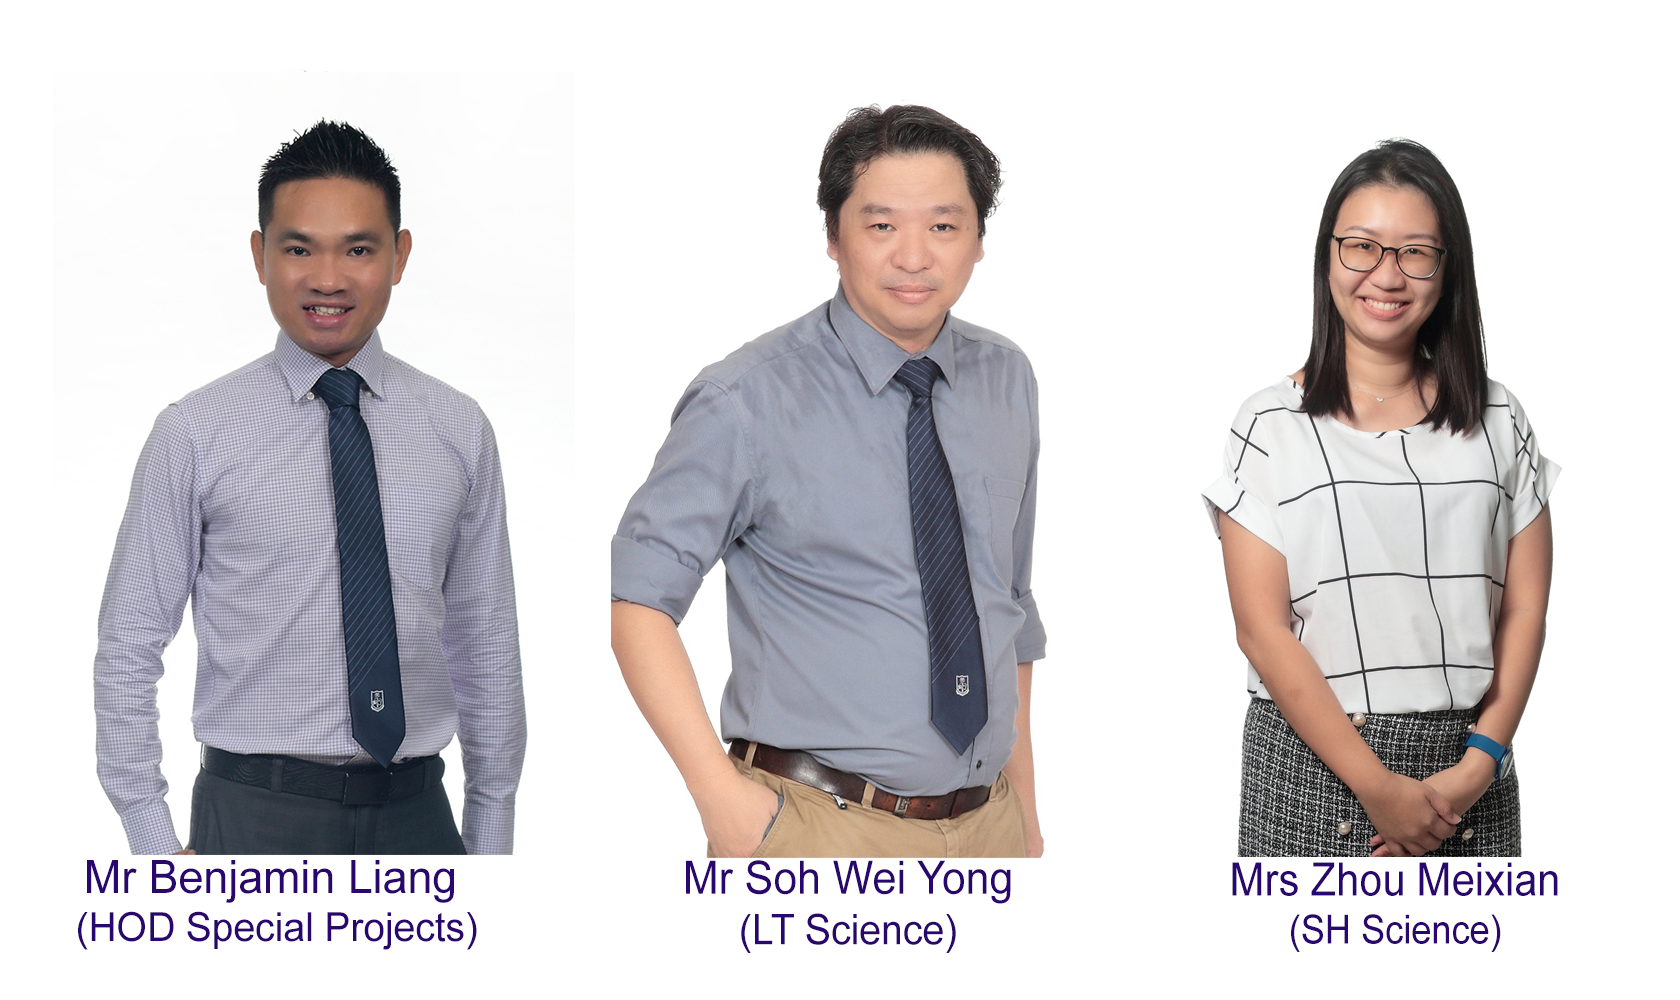 Mr Benjamin Liang
(HOD Special Projects)
Mr Soh Wei Yong
(LT Science)
Mrs Zhou Meixian
(SH Science)